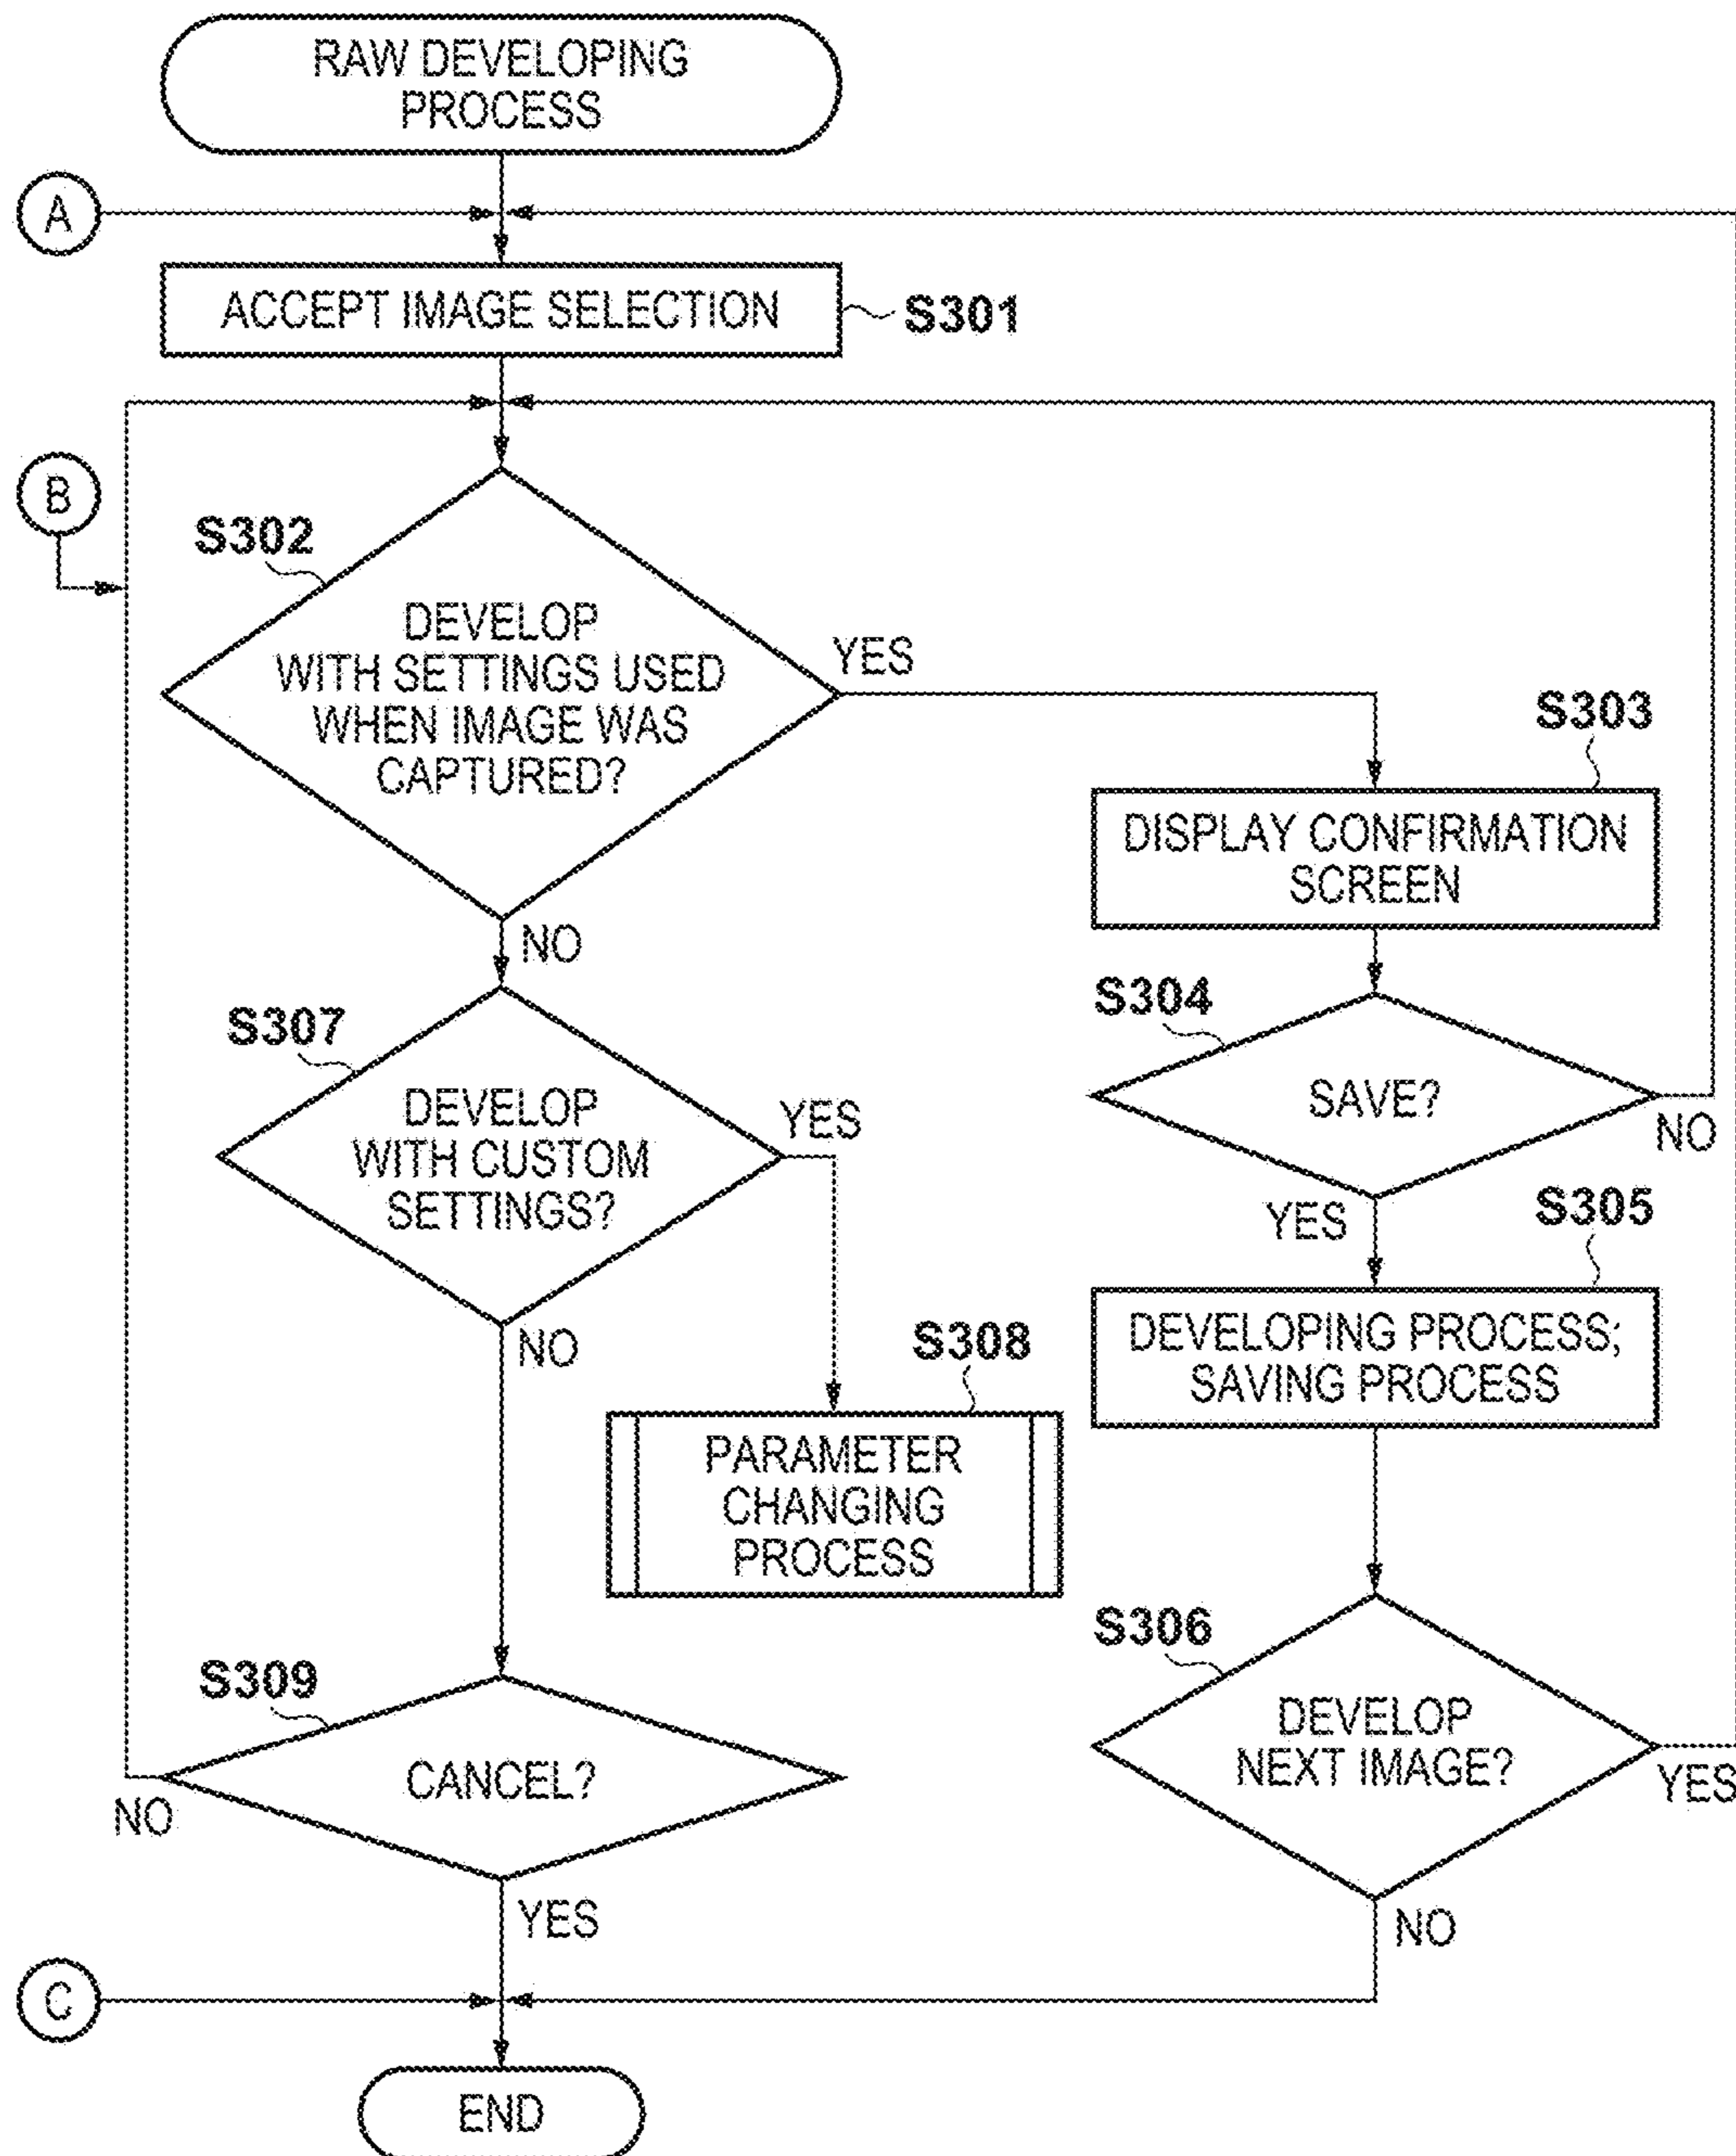 RAW DEVELOPING
PROCESS
A
ACCEPT IMAGE SELECTION
S301
B
S302
DEVELOP
WITH SETTINGS USED
WHEN IMAGE WAS
CAPTURED?
YES
NO
S303
DISPLAY CONFIRMATION
SCREEN
S304
SAVE?
NO
YES
S305
DEVELOPING PROCESS;
SAVING PROCESS
S306
DEVELOP
NEXT IMAGE?
YES
NO
S307
DEVELOP
WITH CUSTOM
SETTINGS?
YES
NO
S308
PARAMETER
CHANGING
PROCESS
S309
CANCEL?
NO
YES
C
END